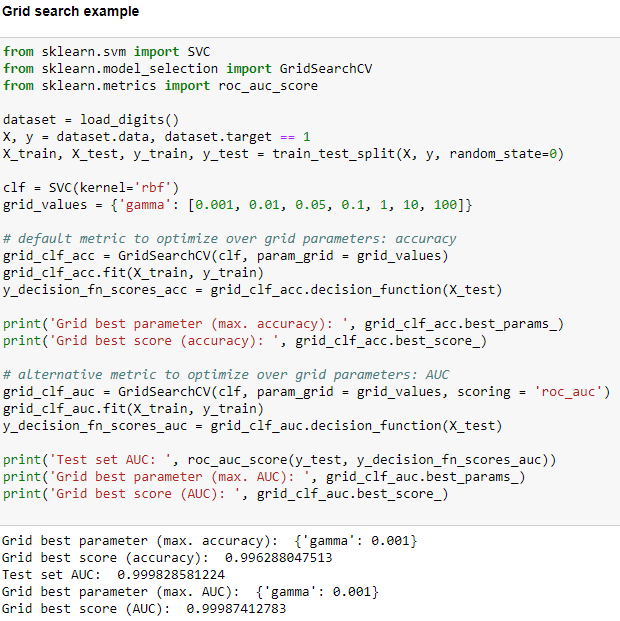 Grid search example
from sklearn.svm import SVC
from sklearn.model_selection import GridSearchCV
from sklearn.metrics import roc_auc_score
dataset = load_digits()
X, y = dataset.data, dataset.target == 1
X_train, X_test, y_train, y_test = train_test_split(X, y, random_state=0)
clf = SVC(kernel='rbf')
grid_values = {'gamma': [0.001, 0.01, 0.05, 0.1, 1, 10, 100]}
# default metric to optimize over grid parameters: accuracy
grid_clf_acc = GridSearchCV(clf, param_grid = grid_values)
grid_clf_acc.fit(X_train, y_train)
y_decision_fn_scores_acc = grid_clf_acc.decision_function(X_test)
print('Grid best parameter (max. accuracy): ', grid_clf_acc.best_params_)
print('Grid best score (accuracy): ', grid_clf_acc.best_score_)
# alternative metric to optimize over grid parameters: AUC
grid_clf_auc = GridSearchCV(clf, param_grid = grid_values, scoring = 'roc_auc')
grid_clf_auc.fit(X_train, y_train)
y_decision_fn_scores_auc = grid_clf_auc.decision_function(X_test)
print('Test set AUC: ', roc_auc_score(y_test, y_decision_fn_scores_auc))
print('Grid best parameter (max. AUC): ', grid_clf_auc.best_params_)
print('Grid best score (AUC): ', grid_clf_auc.best_score_)
Grid best parameter (max. accuracy):  {'gamma': 0.001}
Grid best score (accuracy):  0.996288047513
Test set AUC:  0.999828581224
Grid best parameter (max. AUC):  {'gamma': 0.001}
Grid best score (AUC):  0.99987412783